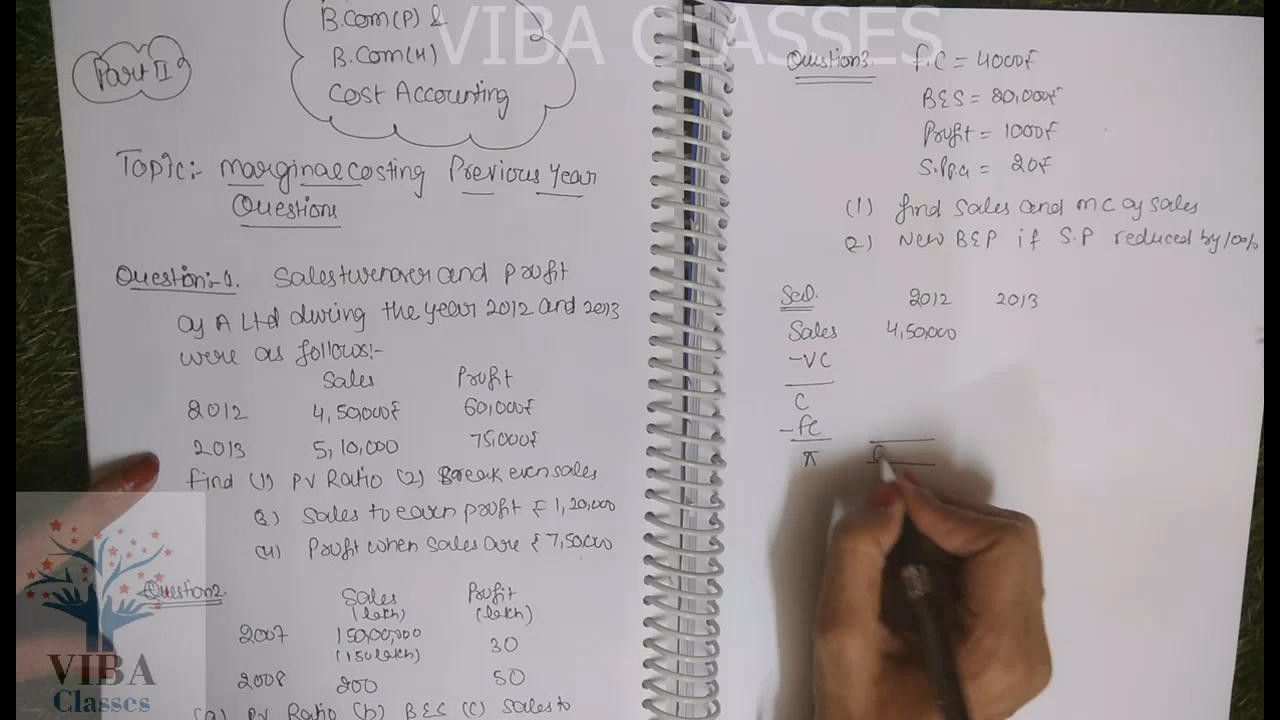 VIBA CLASSES
Part II
B.Com(P) &
B.Com(H)
Cost Accounting
Topic:- Marginal Costing Previous Year
Questions
Question:-1. Sales turnover and Profit
of A Ltd during the year 2012 and 2013
were as follows:-
Sales Profit
2012 4,50,000₹ 60,000₹
2013 5,10,000 75,000₹
find (1) PV Ratio (2) Break even sales
(3) Sales to earn profit ₹ 1,20,000
(4) Profit when sales are ₹ 7,50,000
Question2. Sales Profit
(lakh) (lakh)
2007 150,00,000 30
(150 lakh)
2008 200 50
(a) PV Ratio (b) BES (c) Sales to
Question3. F.C = 4000₹
BES = 80,000₹
Profit = 1000₹
S.P p.u = 20₹
(1) find sales and MC of sales
(2) New BEP if S.P reduced by 10%
Sol. 2012 2013
Sales 4,50,000
-VC
C
-FC
π
VIBA
Classes